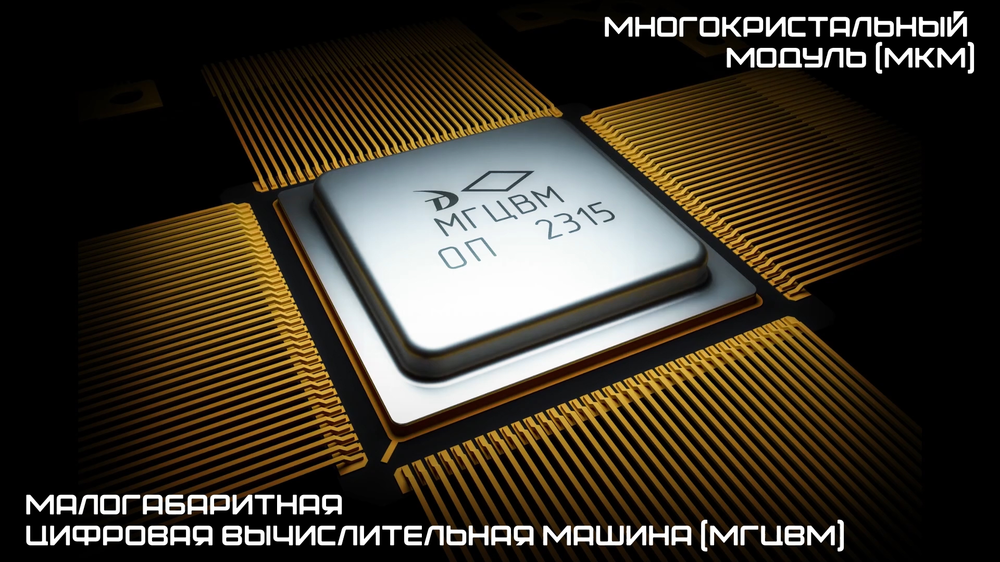 МНОГОКРИСТАЛЬНЫЙ
МОДУЛЬ (МКМ)
МГЦВМ
ОП 2315
МАЛОГАБАРИТНАЯ
ЦИФРОВАЯ ВЫЧИСЛИТЕЛЬНАЯ МАШИНА (МГЦВМ)